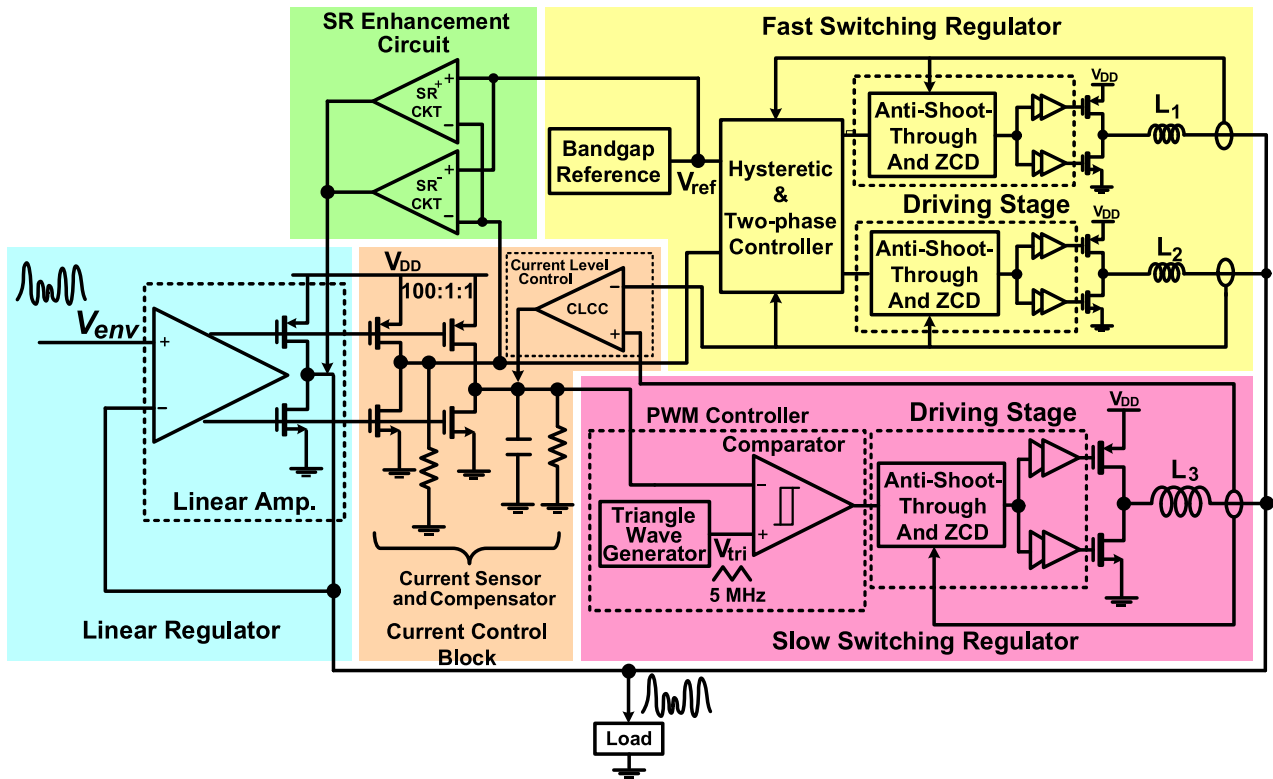 SR Enhancement
Circuit
Fast Switching Regulator
+
SR+
CKT
−
+
SR-
CKT
−
Bandgap
Reference
Vref
Hysteretic
&
Two-phase
Controller
Anti-Shoot-
Through
And ZCD
VDD
L1
Driving Stage
Anti-Shoot-
Through
And ZCD
VDD
L2
Venv
+
−
Linear Amp.
Linear Regulator
VDD
100:1:1
Current Level
Control
CLCC
−
+
Current Sensor
and Compensator
Current Control
Block
PWM Controller
Comparator
−
+
Triangle
Wave
Generator
Vtri
5 MHz
Driving Stage
Anti-Shoot-
Through
And ZCD
VDD
L3
Slow Switching Regulator
Load